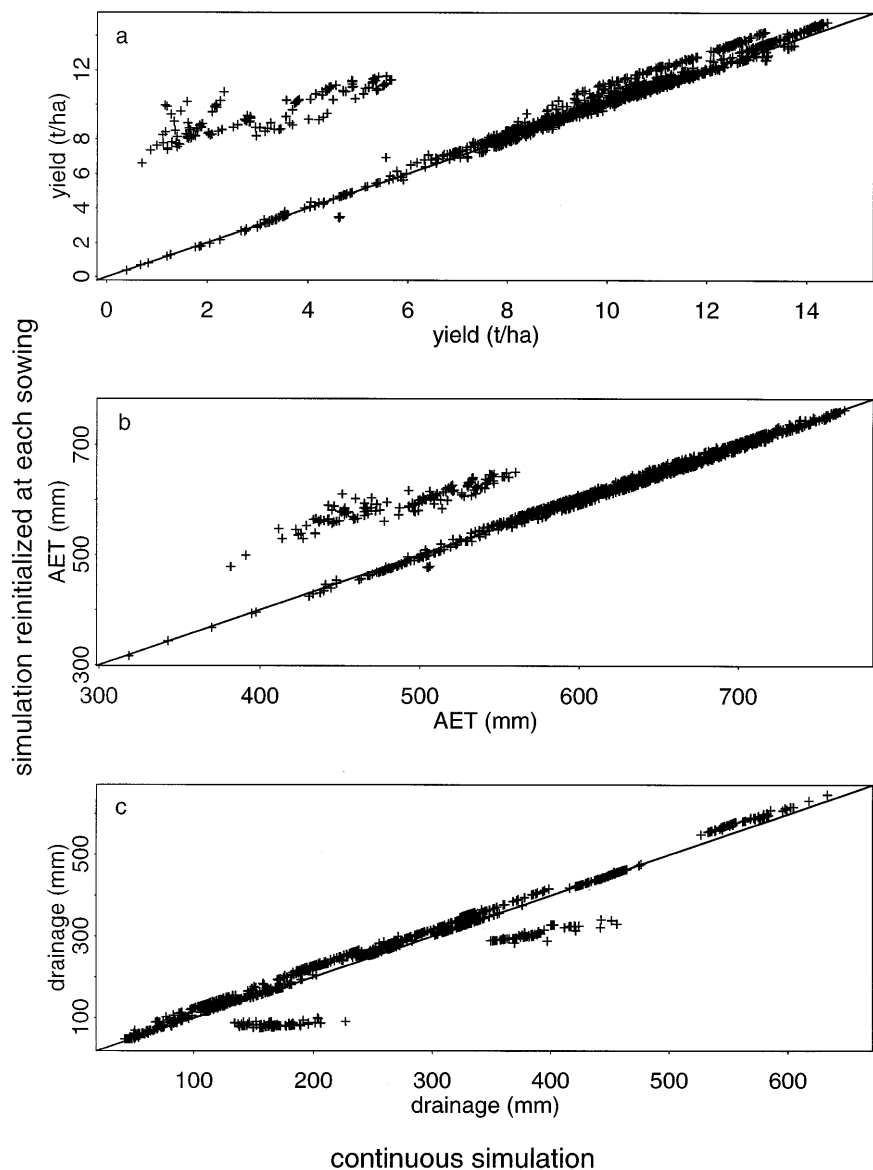 simulation reinitialized at each sowing
a
yield (t/ha)
12
10
8
6
4
2
0
0 2 4 6 8 10 12 14
yield (t/ha)
b
AET (mm)
700
500
300
300 400 500 600 700
AET (mm)
c
drainage (mm)
500
300
100
100 200 300 400 500 600
drainage (mm)
continuous simulation